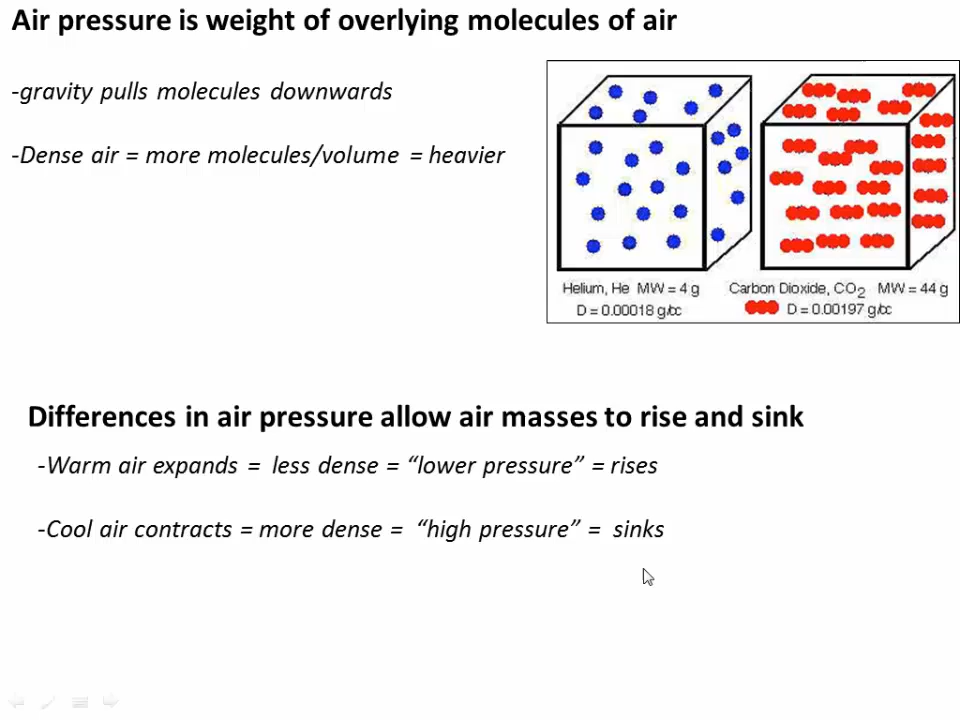 Air pressure is weight of overlying molecules of air
-gravity pulls molecules downwards
-Dense air = more molecules/volume = heavier
Helium, He MW = 4 g
D = 0.00018 g/cc
Carbon Dioxide, CO2 MW = 44 g
D = 0.00197 g/cc
Differences in air pressure allow air masses to rise and sink
-Warm air expands = less dense = “lower pressure” = rises
-Cool air contracts = more dense = “high pressure” = sinks